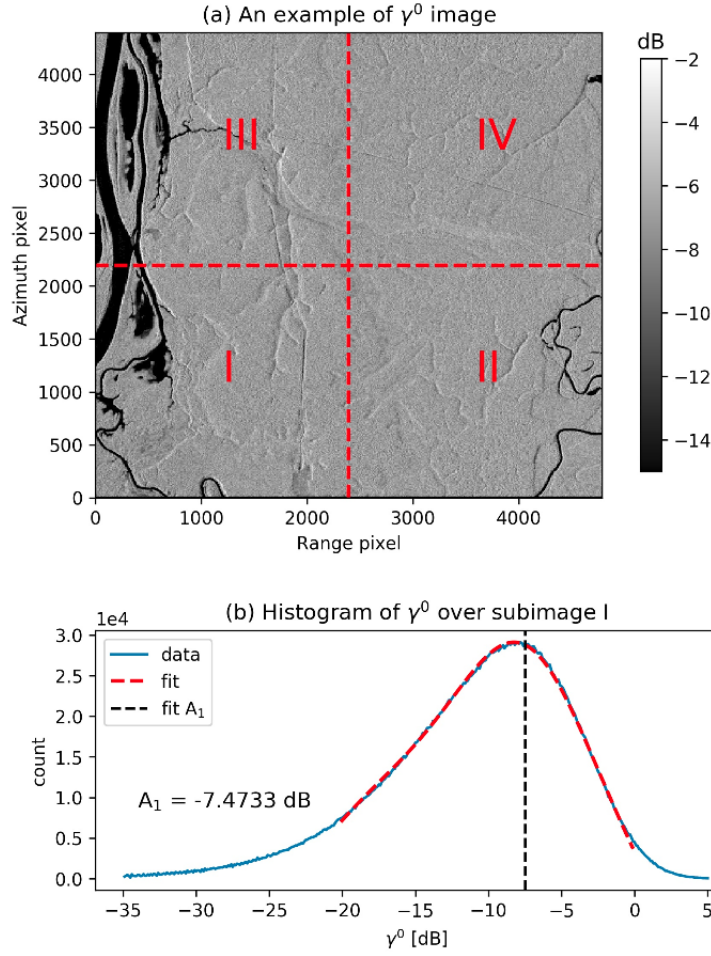 (a) An example of γ⁰ image
dB
4000
3500
3000
2500
2000
1500
1000
500
0
Azimuth pixel
III
IV
I
II
−2
−4
−6
−8
−10
−12
−14
0
1000
2000
3000
4000
Range pixel
(b) Histogram of γ⁰ over subimage I
1e4
3.0
2.5
2.0
1.5
1.0
0.5
0.0
count
data
fit
fit A₁
A₁ = -7.4733 dB
−35
−30
−25
−20
−15
−10
−5
0
5
γ⁰ [dB]